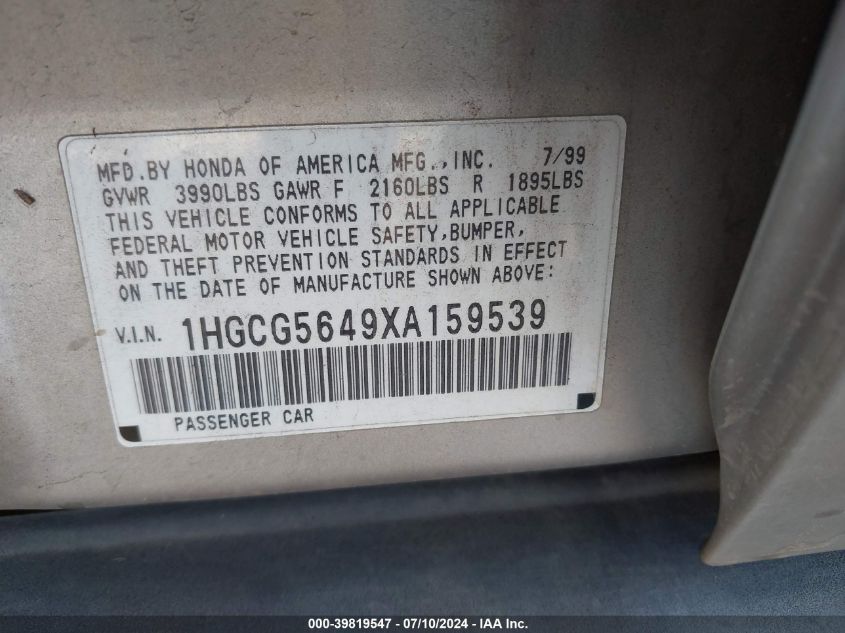 MFD.BY HONDA OF AMERICA MFG.,INC. 7/99
GVWR 3990LBS GAWR F 2160LBS R 1895LBS
THIS VEHICLE CONFORMS TO ALL APPLICABLE
FEDERAL MOTOR VEHICLE SAFETY,BUMPER,
AND THEFT PREVENTION STANDARDS IN EFFECT
ON THE DATE OF MANUFACTURE SHOWN ABOVE:
V.I.N. 1HGCG5649XA159539
PASSENGER CAR
000-39819547 - 07/10/2024 - IAA Inc.